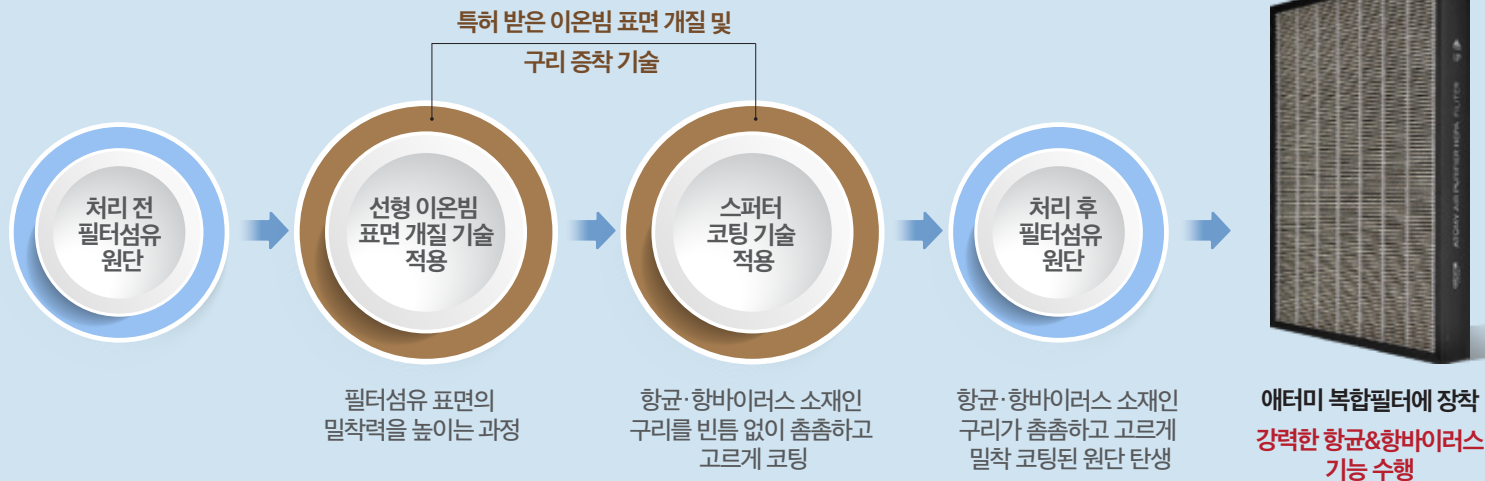 특허 받은 이온빔 표면 개질 및
구리 증착 기술
처리 전
필터섬유
원단
선형 이온빔
표면 개질 기술
적용
스퍼터
코팅 기술
적용
처리 후
필터섬유
원단
ATOMY AIR PURIFIER HEPA FILTER
필터섬유 표면의
밀착력을 높이는 과정
항균·항바이러스 소재인
구리를 빈틈 없이 촘촘하고
고르게 코팅
항균·항바이러스 소재인
구리가 촘촘하고 고르게
밀착 코팅된 원단 탄생
애터미 복합필터에 장착
강력한 항균&항바이러스
기능 수행